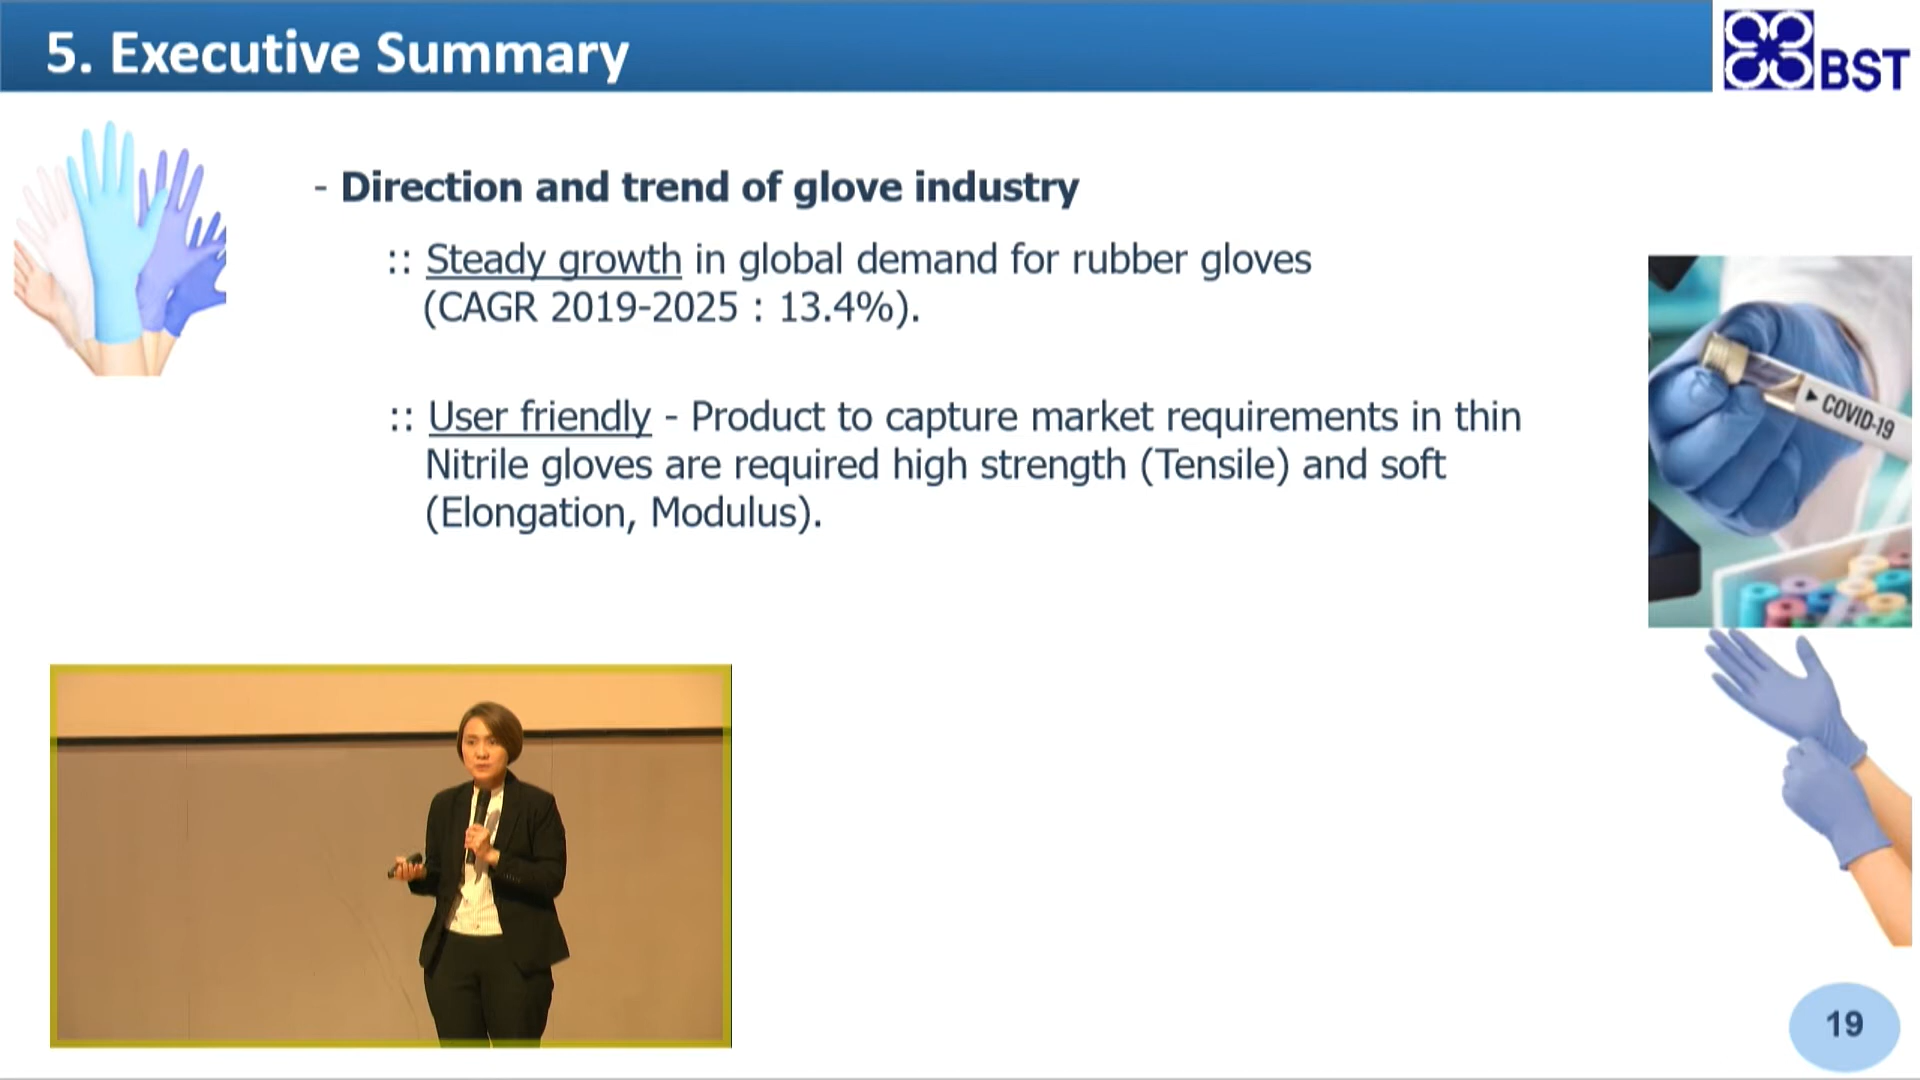 5. Executive Summary
BST
- Direction and trend of glove industry
:: Steady growth in global demand for rubber gloves
(CAGR 2019-2025 : 13.4%).
:: User friendly - Product to capture market requirements in thin
Nitrile gloves are required high strength (Tensile) and soft
(Elongation, Modulus).
COVID-19
19